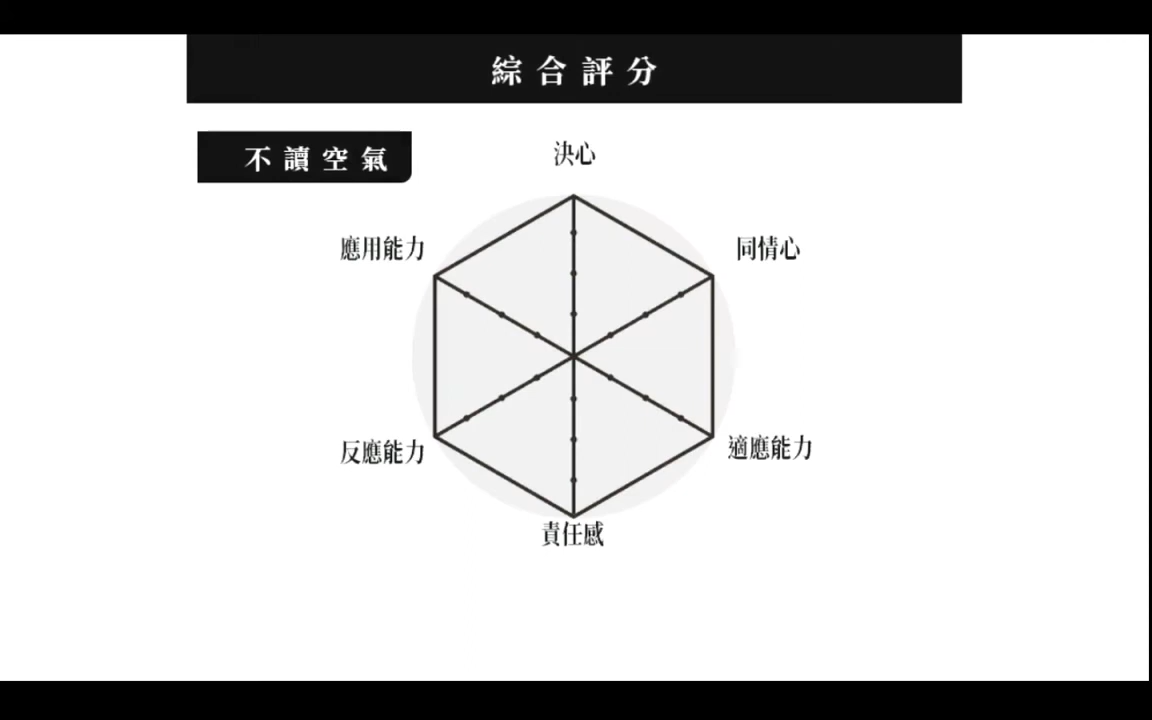 綜合評分
不讀空氣
決心
應用能力
同情心
反應能力
適應能力
責任感